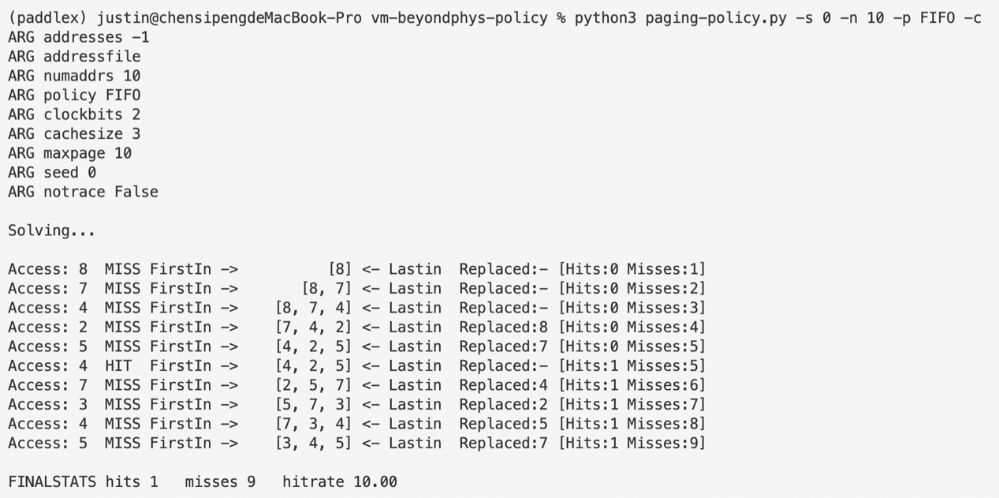 (paddlex) justin@chensipengdeMacBook-Pro vm-beyondphys-policy % python3 paging-policy.py -s 0 -n 10 -p FIFO -c
ARG addresses -1
ARG addressfile
ARG numaddrs 10
ARG policy FIFO
ARG clockbits 2
ARG cachesize 3
ARG maxpage 10
ARG seed 0
ARG notrace False

Solving...

Access: 8  MISS FirstIn ->          [8] <- Lastin  Replaced:- [Hits:0 Misses:1]
Access: 7  MISS FirstIn ->       [8, 7] <- Lastin  Replaced:- [Hits:0 Misses:2]
Access: 4  MISS FirstIn ->    [8, 7, 4] <- Lastin  Replaced:- [Hits:0 Misses:3]
Access: 2  MISS FirstIn ->    [7, 4, 2] <- Lastin  Replaced:8 [Hits:0 Misses:4]
Access: 5  MISS FirstIn ->    [4, 2, 5] <- Lastin  Replaced:7 [Hits:0 Misses:5]
Access: 4  HIT  FirstIn ->    [4, 2, 5] <- Lastin  Replaced:- [Hits:1 Misses:5]
Access: 7  MISS FirstIn ->    [2, 5, 7] <- Lastin  Replaced:4 [Hits:1 Misses:6]
Access: 3  MISS FirstIn ->    [5, 7, 3] <- Lastin  Replaced:2 [Hits:1 Misses:7]
Access: 4  MISS FirstIn ->    [7, 3, 4] <- Lastin  Replaced:5 [Hits:1 Misses:8]
Access: 5  MISS FirstIn ->    [3, 4, 5] <- Lastin  Replaced:7 [Hits:1 Misses:9]

FINALSTATS hits 1   misses 9   hitrate 10.00